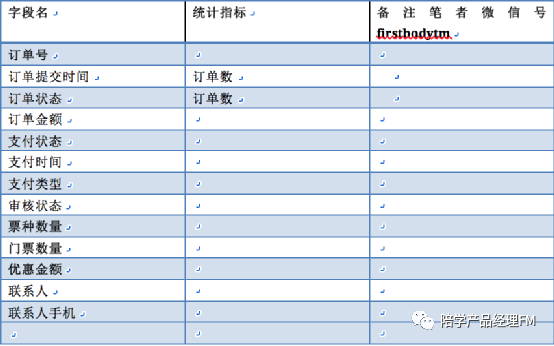 字段名 统计指标 备注笔者微信号
firstbodytm
订单号
订单提交时间 订单数
订单状态 订单数
订单金额
支付状态
支付时间
支付类型
审核状态
票种数量
门票数量
优惠金额
联系人
联系人手机
陪学产品经理FM